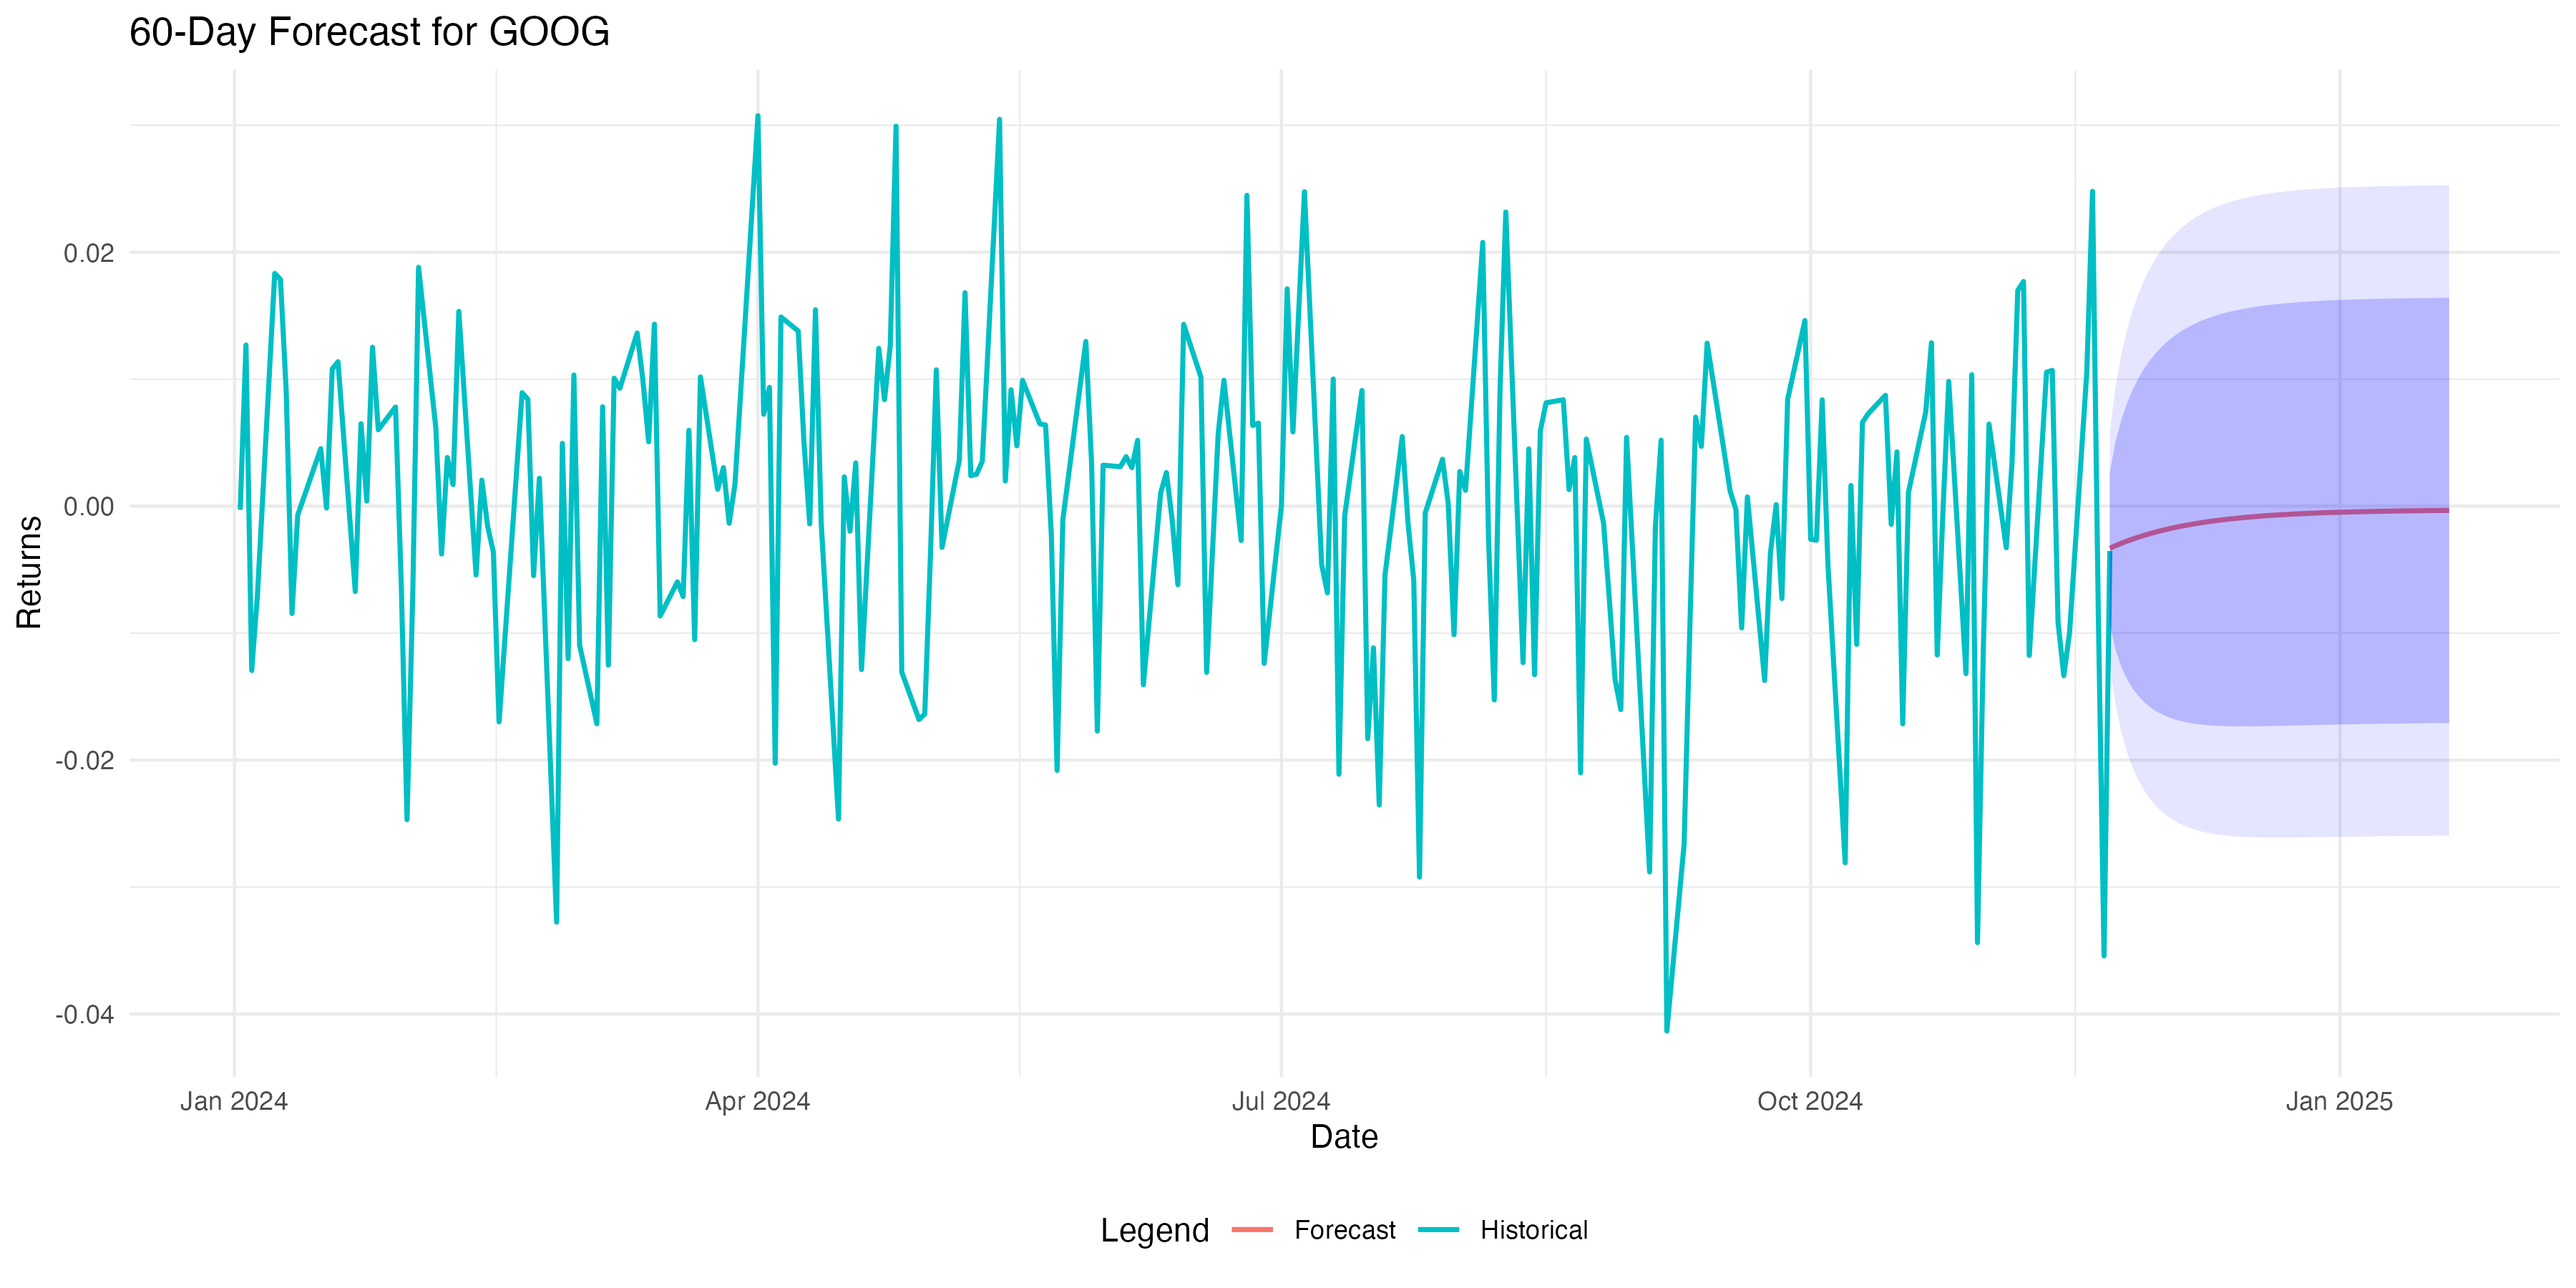 60-Day Forecast for GOOG
Returns
0.02
0.00
-0.02
-0.04
Jan 2024
Apr 2024
Jul 2024
Oct 2024
Jan 2025
Date
Legend
Forecast
Historical